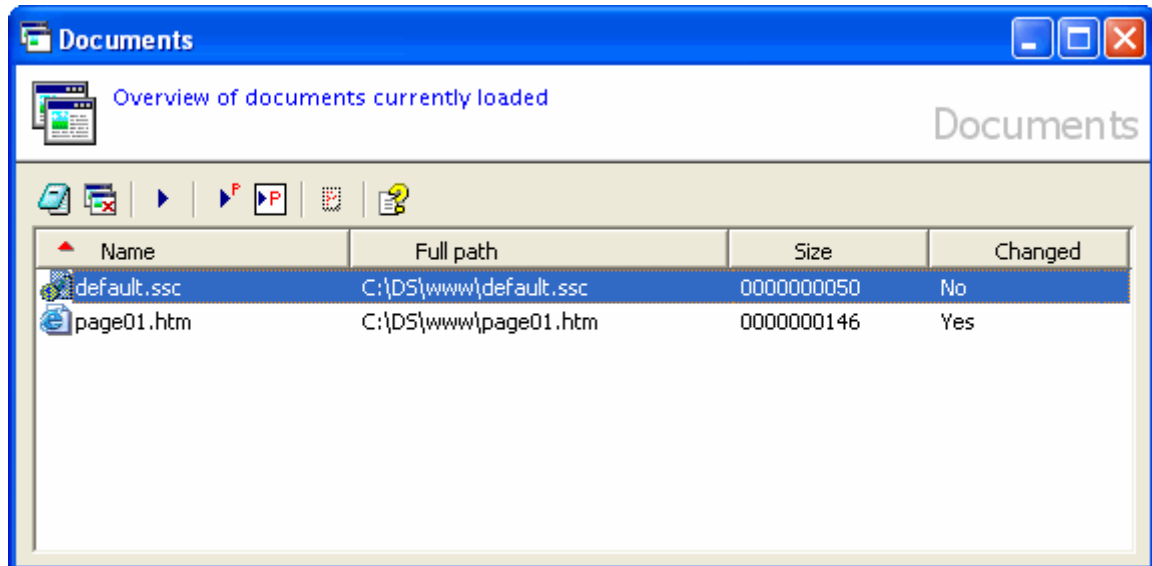 Documents
Overview of documents currently loaded
Documents
P P P
Name Full path Size Changed
default.ssc C:\DS\www\default.ssc 0000000050 No
page01.htm C:\DS\www\page01.htm 0000000146 Yes